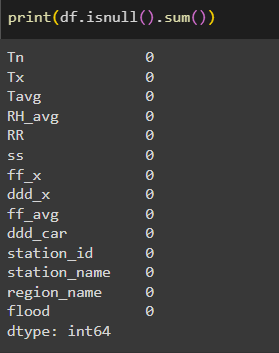 print(df.isnull().sum())
Tn 0
Tx 0
Tavg 0
RH_avg 0
RR 0
ss 0
ff_x 0
ddd_x 0
ff_avg 0
ddd_car 0
station_id 0
station_name 0
region_name 0
flood 0
dtype: int64